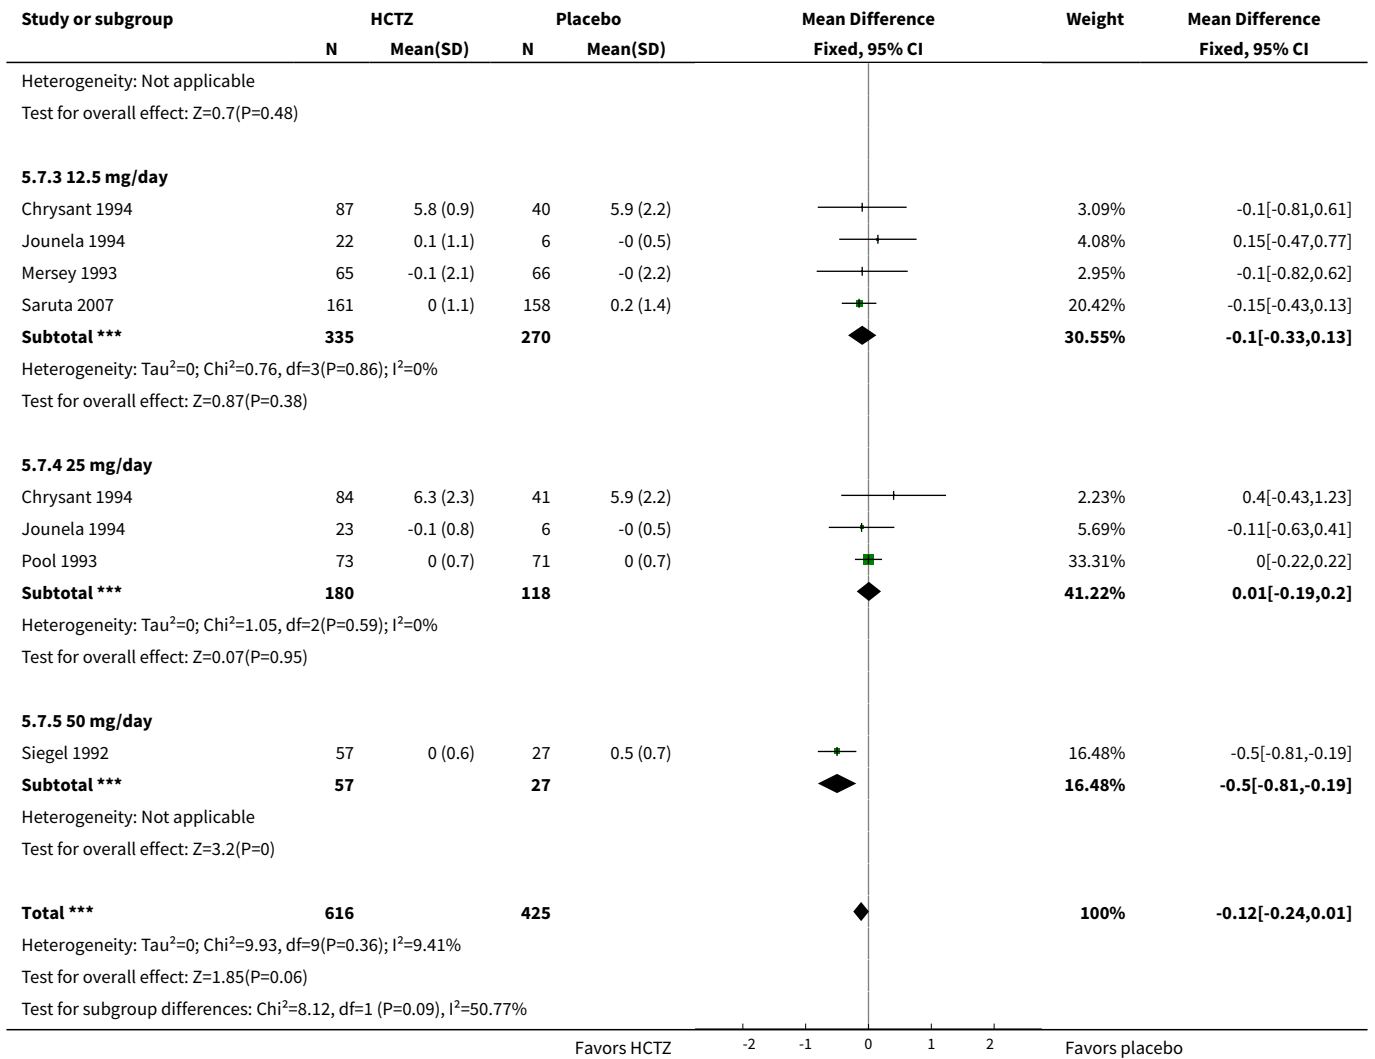 Study or subgroup HCTZ Placebo Mean Difference Weight Mean Difference
N Mean(SD) N Mean(SD) Fixed, 95% CI Fixed, 95% CI
Heterogeneity: Not applicable
Test for overall effect: Z=0.7(P=0.48)
5.7.3 12.5 mg/day
Chrysant 1994 87 5.8 (0.9) 40 5.9 (2.2) 3.09% -0.1[-0.81,0.61]
Jounela 1994 22 0.1 (1.1) 6 -0 (0.5) 4.08% 0.15[-0.47,0.77]
Mersey 1993 65 -0.1 (2.1) 66 -0 (2.2) 2.95% -0.1[-0.82,0.62]
Saruta 2007 161 0 (1.1) 158 0.2 (1.4) 20.42% -0.15[-0.43,0.13]
Subtotal *** 335 270 30.55% -0.1[-0.33,0.13]
Heterogeneity: Tau²=0; Chi²=0.76, df=3(P=0.86); I²=0%
Test for overall effect: Z=0.87(P=0.38)
5.7.4 25 mg/day
Chrysant 1994 84 6.3 (2.3) 41 5.9 (2.2) 2.23% 0.4[-0.43,1.23]
Jounela 1994 23 -0.1 (0.8) 6 -0 (0.5) 5.69% -0.11[-0.63,0.41]
Pool 1993 73 0 (0.7) 71 0 (0.7) 33.31% 0[-0.22,0.22]
Subtotal *** 180 118 41.22% 0.01[-0.19,0.2]
Heterogeneity: Tau²=0; Chi²=1.05, df=2(P=0.59); I²=0%
Test for overall effect: Z=0.07(P=0.95)
5.7.5 50 mg/day
Siegel 1992 57 0 (0.6) 27 0.5 (0.7) 16.48% -0.5[-0.81,-0.19]
Subtotal *** 57 27 16.48% -0.5[-0.81,-0.19]
Heterogeneity: Not applicable
Test for overall effect: Z=3.2(P=0)
Total *** 616 425 100% -0.12[-0.24,0.01]
Heterogeneity: Tau²=0; Chi²=9.93, df=9(P=0.36); I²=9.41%
Test for overall effect: Z=1.85(P=0.06)
Test for subgroup differences: Chi²=8.12, df=1 (P=0.09), I²=50.77%
Favors HCTZ -2 -1 0 1 2 Favors placebo